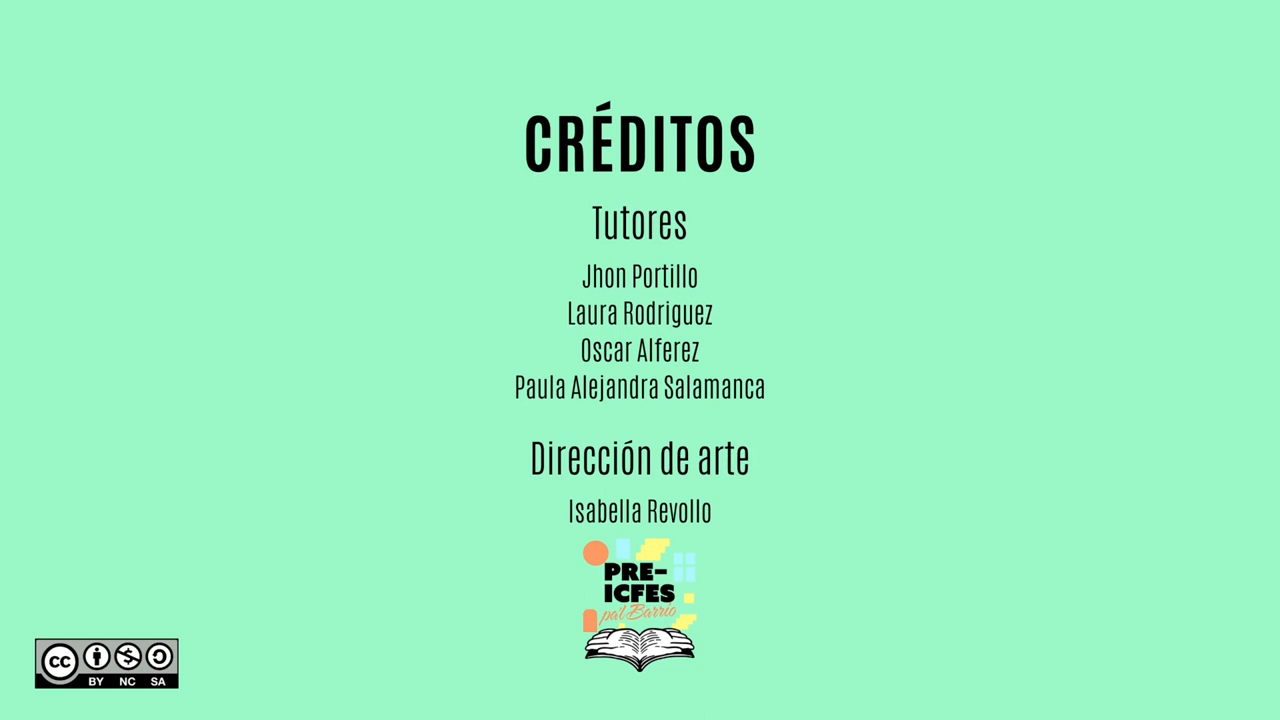 CRÉDITOS
Tutores
Jhon Portillo
Laura Rodriguez
Oscar Alferez
Paula Alejandra Salamanca
Dirección de arte
Isabella Revollo
PRE-
ICFES
pa'l Barrio
cc
BY NC SA